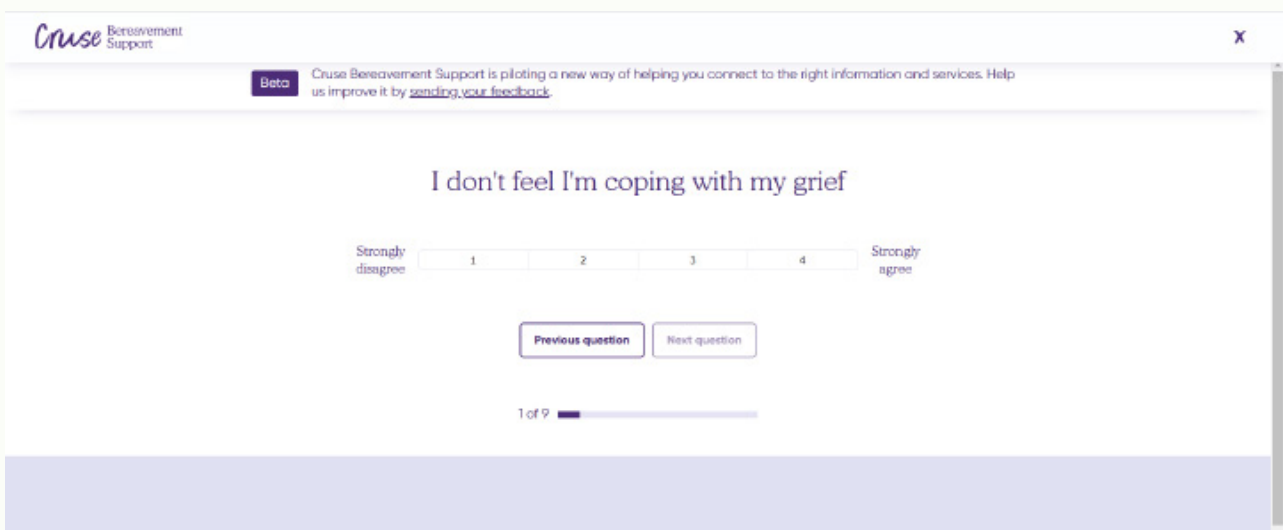 Cruse Bereavement
Support
X
Beta
Cruse Bereavement Support is piloting a new way of helping you connect to the right information and services. Help
us improve it by sending your feedback.
I don't feel I'm coping with my grief
Strongly
disagree
1 2 3 4
Strongly
agree
Previous question Next question
1 of 9